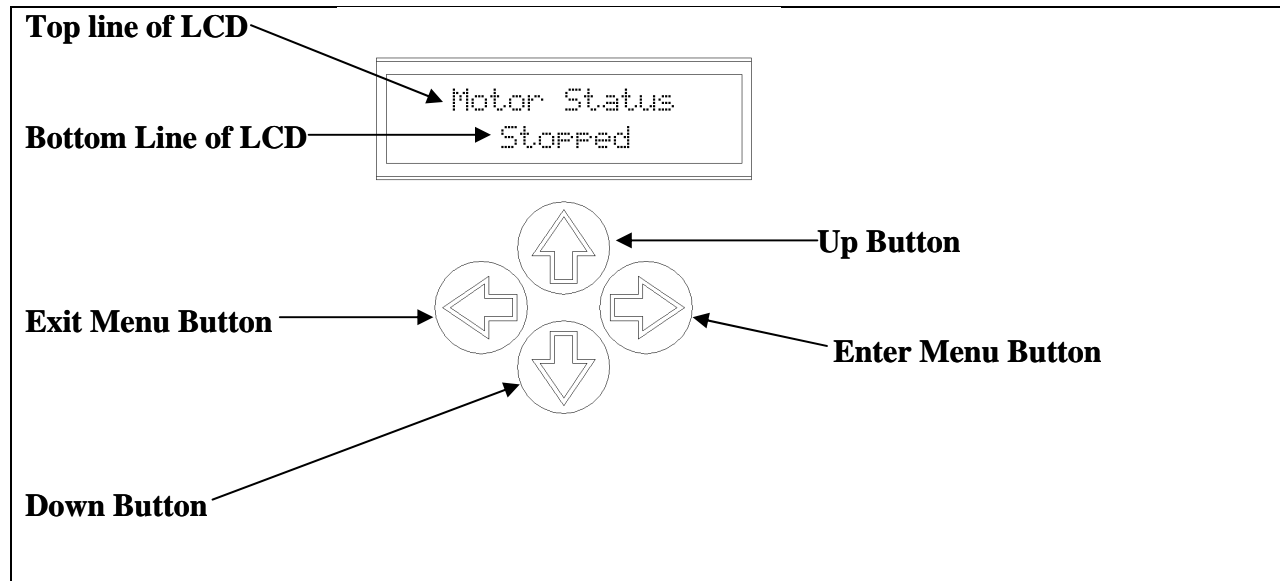 Top line of LCD
Motor Status
Bottom Line of LCD
Stopped
Up Button
Exit Menu Button
Enter Menu Button
Down Button